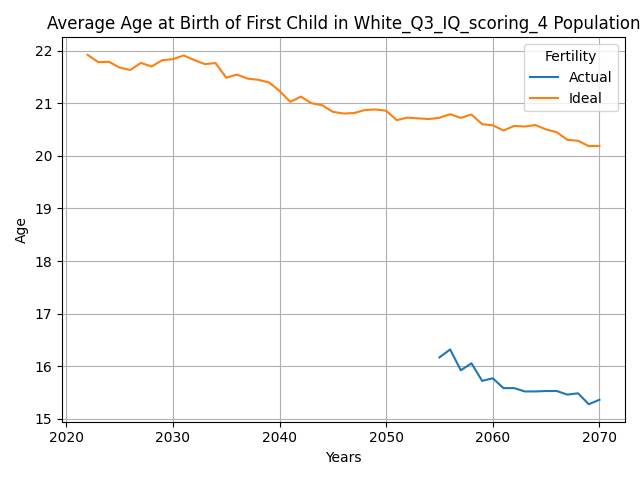 Average Age at Birth of First Child in White_Q3_IQ_scoring_4 Population
Fertility
Actual
Ideal
Age
22
21
20
19
18
17
16
15
2020 2030 2040 2050 2060 2070
Years